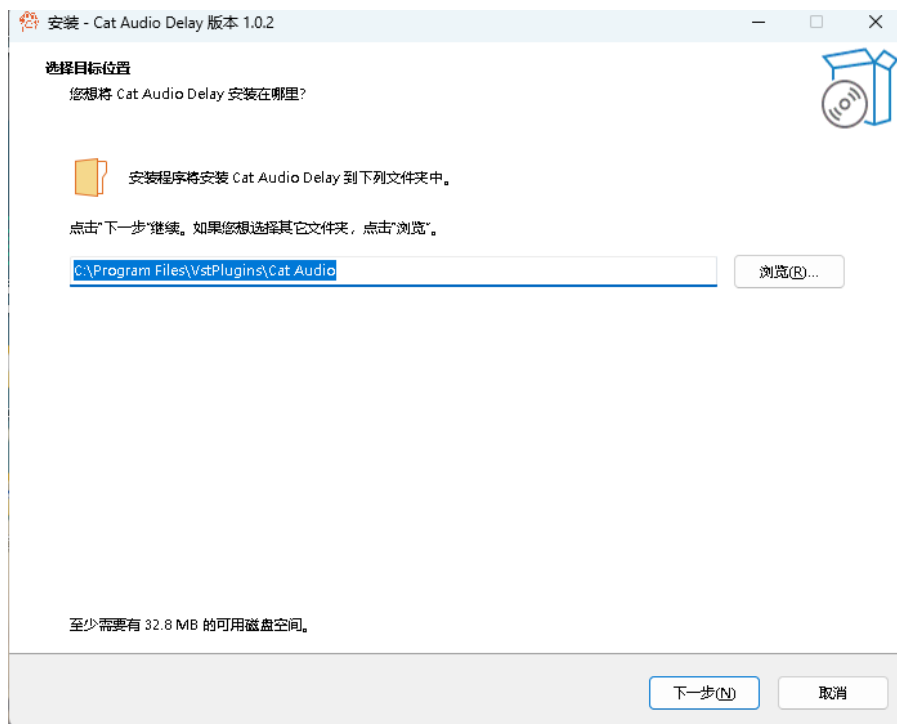 安装 - Cat Audio Delay 版本 1.0.2
选择目标位置
您想将 Cat Audio Delay 安装在哪里?
安装程序将安装 Cat Audio Delay 到下列文件夹中。
点击"下一步"继续。如果您想选择其它文件夹，点击"浏览"。
C:\Program Files\VstPlugins\Cat Audio
浏览(R)...
至少需要有 32.8 MB 的可用磁盘空间。
下一步(N)
取消